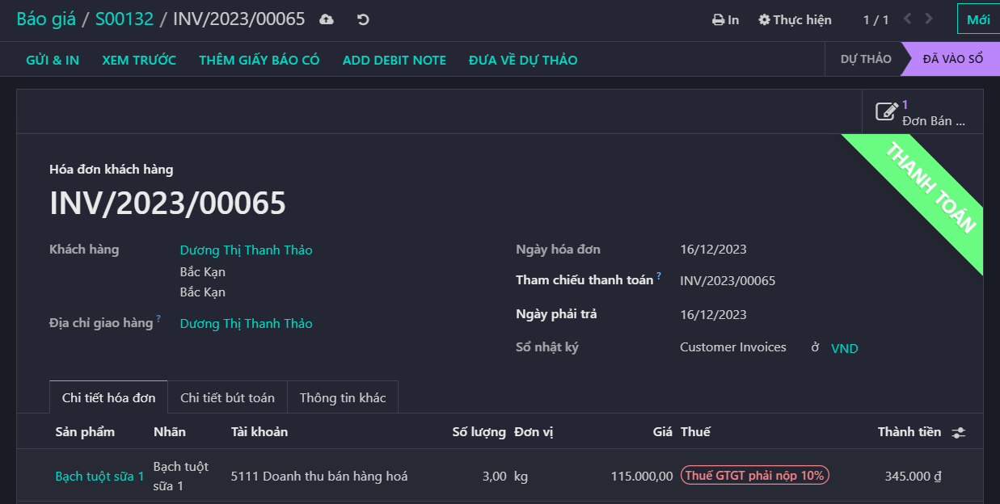 Báo giá / S00132 / INV/2023/00065
In
Thực hiện
1 / 1
Mới
GỬI & IN
XEM TRƯỚC
THÊM GIẤY BÁO CÓ
ADD DEBIT NOTE
ĐƯA VỀ DỰ THẢO
DỰ THẢO
ĐÃ VÀO SỔ
1
Đơn Bán ...
THANH TOÁN
Hóa đơn khách hàng
INV/2023/00065
Khách hàng
Dương Thị Thanh Thảo
Bắc Kạn
Bắc Kạn
Địa chỉ giao hàng ?
Dương Thị Thanh Thảo
Ngày hóa đơn
16/12/2023
Tham chiếu thanh toán ?
INV/2023/00065
Ngày phải trả
16/12/2023
Sổ nhật ký
Customer Invoices ở VND
Chi tiết hóa đơn
Chi tiết bút toán
Thông tin khác
Sản phẩm Nhãn Tài khoản Số lượng Đơn vị Giá Thuế Thành tiền
Bạch tuột sữa 1
Bạch tuột
sữa 1
5111 Doanh thu bán hàng hoá
3,00 kg
115.000,00
Thuế GTGT phải nộp 10%
345.000 ₫